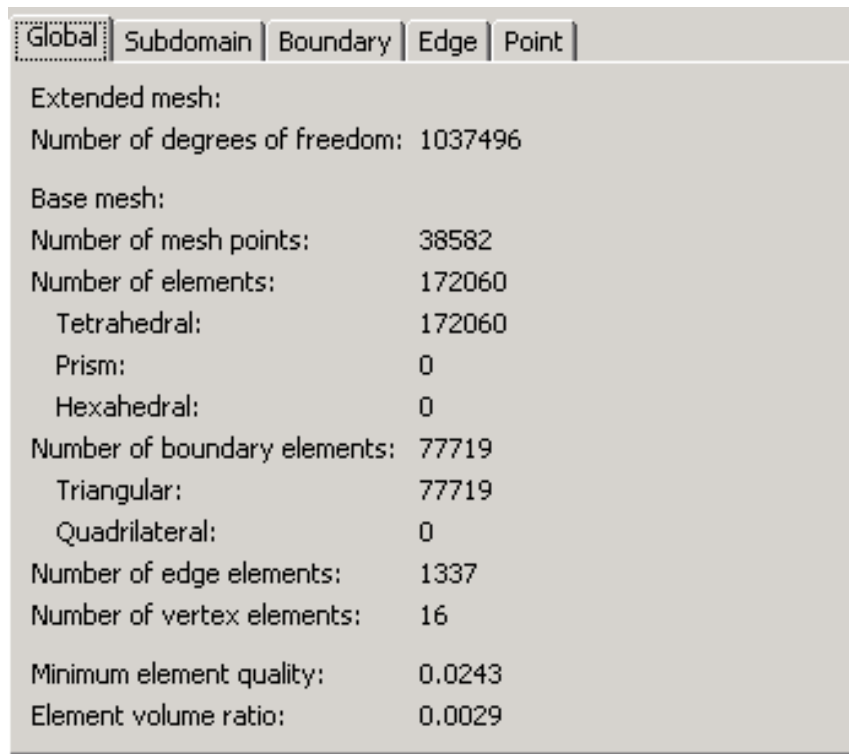 Global Subdomain Boundary Edge Point
Extended mesh:
Number of degrees of freedom: 1037496
Base mesh:
Number of mesh points: 38582
Number of elements: 172060
Tetrahedral: 172060
Prism: 0
Hexahedral: 0
Number of boundary elements: 77719
Triangular: 77719
Quadrilateral: 0
Number of edge elements: 1337
Number of vertex elements: 16
Minimum element quality: 0.0243
Element volume ratio: 0.0029